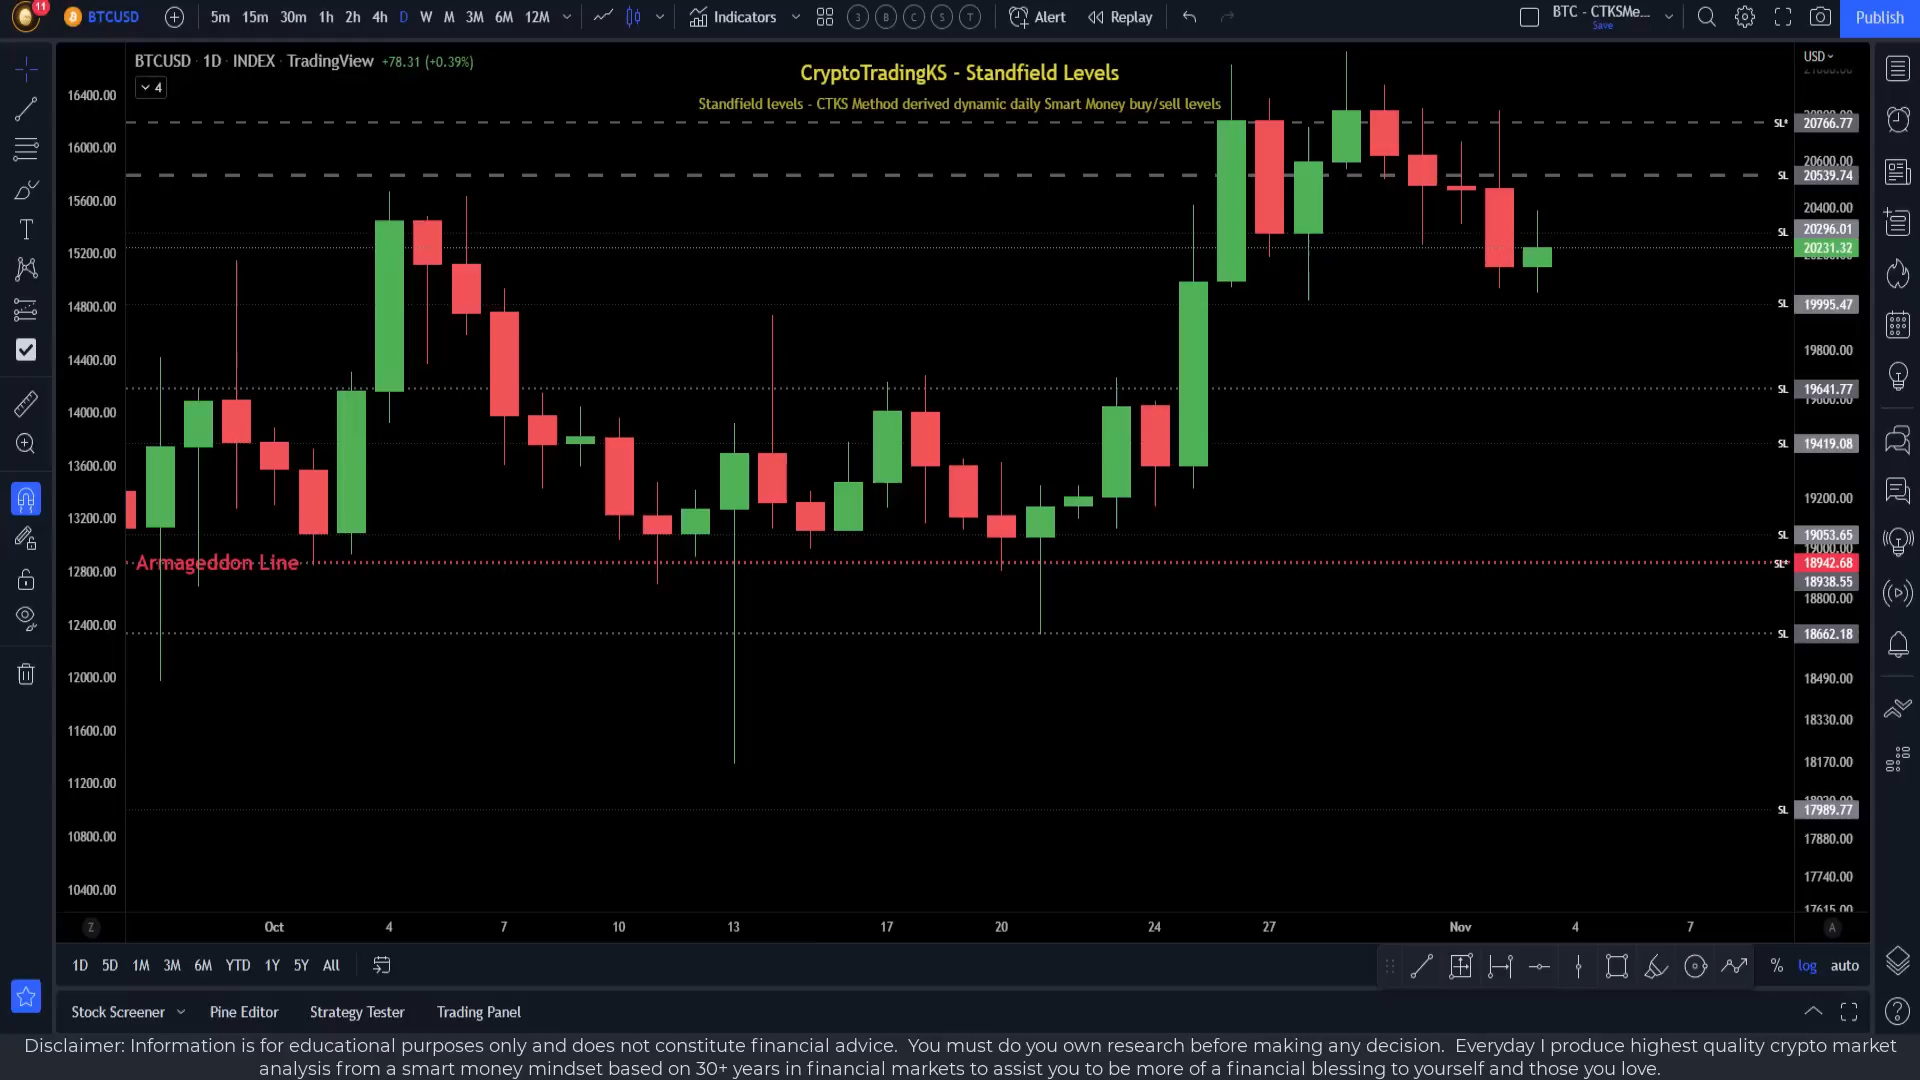 11
BTCUSD
5m 15m 30m 1h 2h 4h D W M 3M 6M 12M
Indicators
3 B C S T
Alert
Replay
BTC - CTKSMe...
Save
Publish
BTCUSD · 1D · INDEX · TradingView +78.31 (+0.39%)
4
CryptoTradingKS - Standfield Levels
Standfield levels - CTKS Method derived dynamic daily Smart Money buy/sell levels
USD
16400.00
16000.00
15600.00
15200.00
14800.00
14400.00
14000.00
13600.00
13200.00
12800.00
12400.00
12000.00
11600.00
11200.00
10800.00
10400.00
Armageddon Line
SL* 20766.77
20600.00
SL 20539.74
20400.00
SL 20296.01
20231.32
SL 19995.47
19800.00
SL 19641.77
19600.00
SL 19419.08
19200.00
SL 19053.65
19000.00
SL* 18942.68
18938.55
18800.00
SL 18662.18
18490.00
18330.00
18170.00
SL 17989.77
17880.00
17740.00
17615.00
Z Oct 4 7 10 13 17 20 24 27 Nov 4 7 A
1D 5D 1M 3M 6M YTD 1Y 5Y All
% log auto
Stock Screener Pine Editor Strategy Tester Trading Panel
Disclaimer: Information is for educational purposes only and does not constitute financial advice. You must do you own research before making any decision. Everyday I produce highest quality crypto market
analysis from a smart money mindset based on 30+ years in financial markets to assist you to be more of a financial blessing to yourself and those you love.